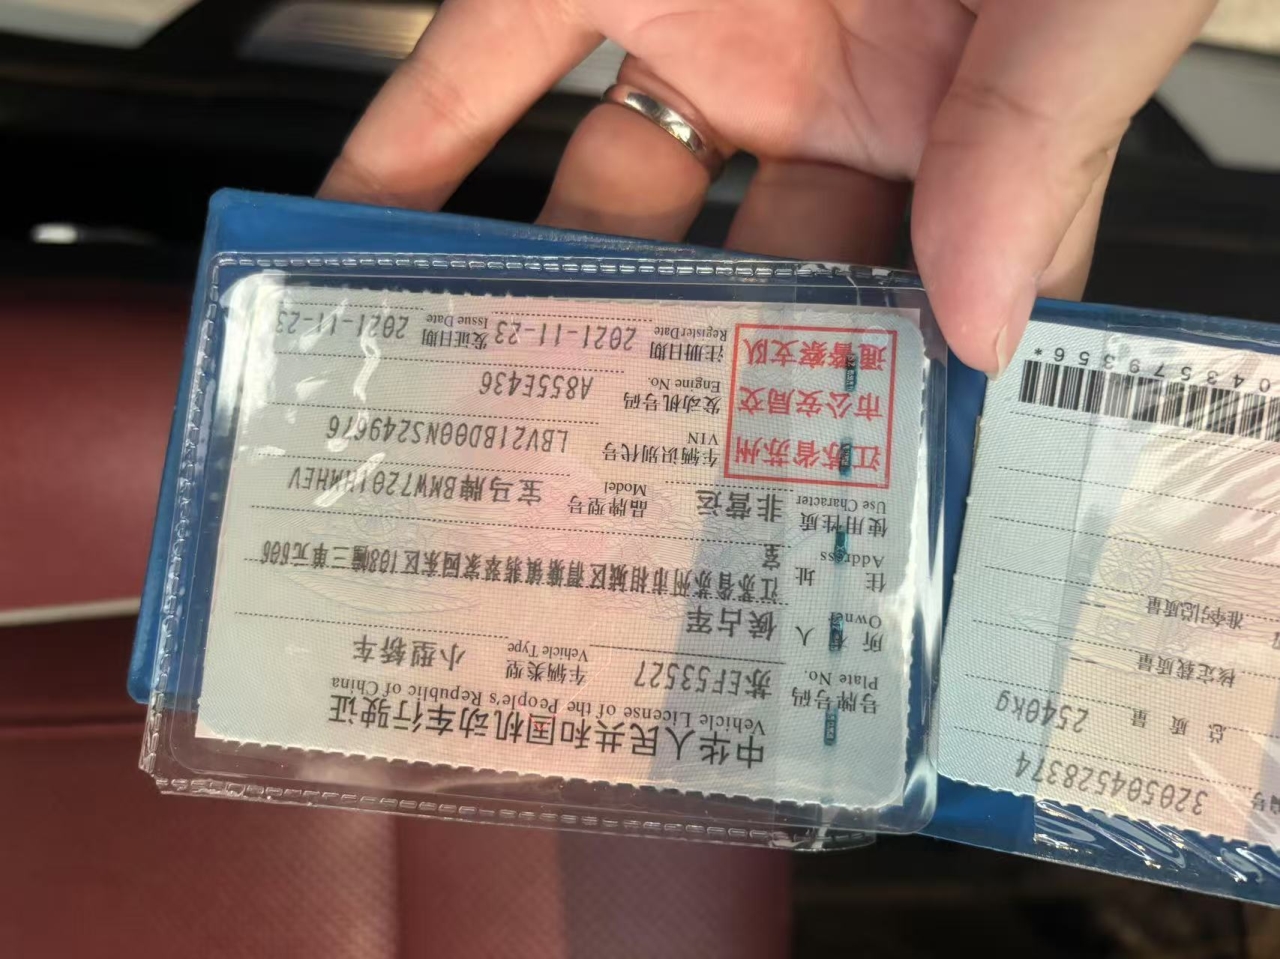 中华人民共和国机动车行驶证
Vehicle License of the People's Republic of China
号牌号码 Plate No. 苏EF53527 车辆类型 Vehicle Type 小型轿车
所有人 Owner 侯占军
住址 Address 江苏省苏州市相城区渭塘镇翡翠家园东区108幢三单元606室
使用性质 Use Character 非营运 品牌型号 Model 宝马牌BMW7201HMHEV
江苏省苏州市公安局交通警察支队
车辆识别代号 VIN LBV21BD00NS249676
发动机号码 Engine No. A855E436
注册日期 Register Date 2021-11-23 发证日期 Issue Date 2021-11-23
320504528374
总质量 2540kg
核定载质量 --
准牵引总质量 --
043579356*